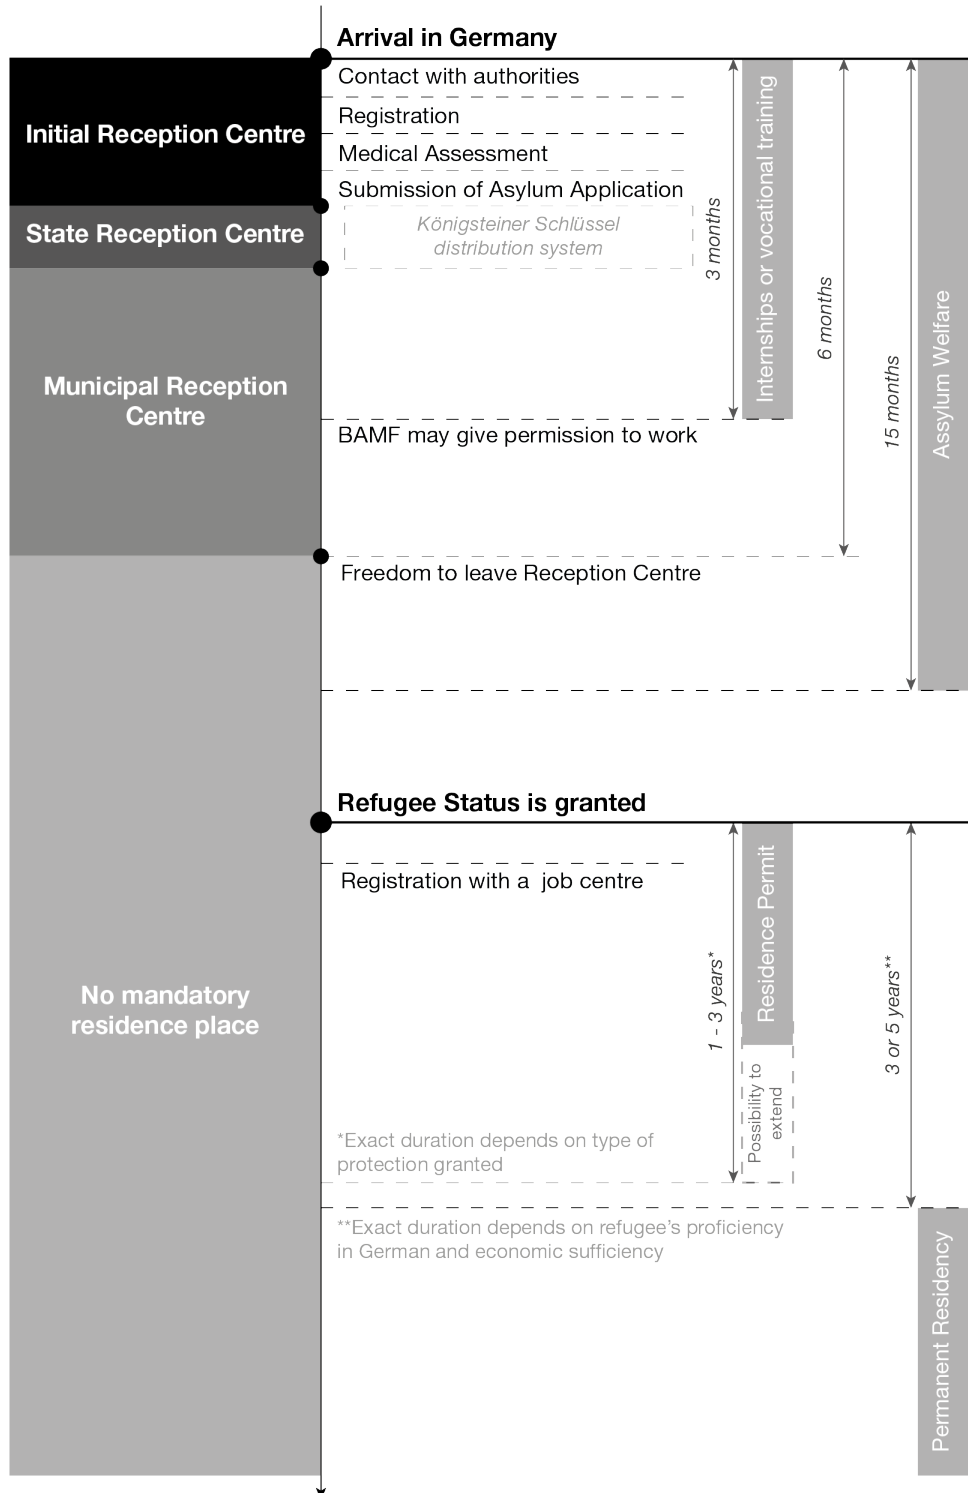 Arrival in Germany
Initial Reception Centre
Contact with authorities
Registration
Medical Assessment
Submission of Asylum Application
State Reception Centre
Königsteiner Schlüssel
distribution system
3 months
Internships or vocational training
6 months
15 months
Assylum Welfare
Municipal Reception
Centre
BAMF may give permission to work
Freedom to leave Reception Centre
Refugee Status is granted
Registration with a job centre
No mandatory
residence place
1 - 3 years*
Residence Permit
Possibility to
extend
3 or 5 years**
*Exact duration depends on type of
protection granted
**Exact duration depends on refugee's proficiency
in German and economic sufficiency
Permanent Residency